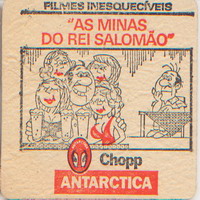 FILMES INESQUECÍVEIS
"AS MINAS
DO REI SALOMÃO"
Chopp
ANTARCTICA